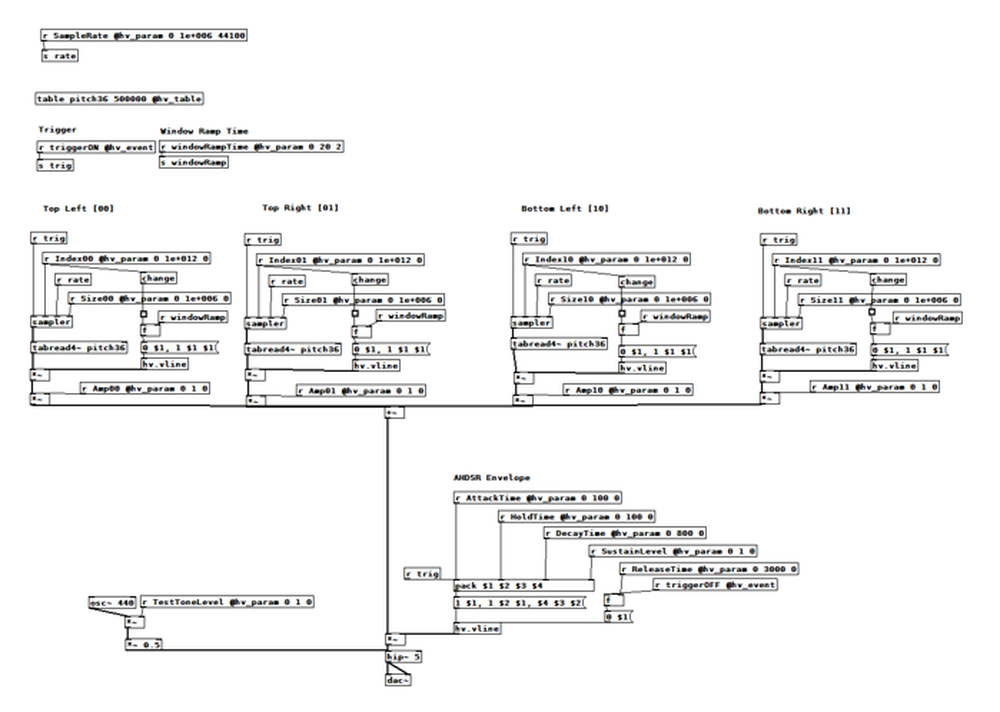 r SampleRate @hv_param 0 1e+006 44100
s rate
table pitch36 500000 @hv_table
Trigger
Window Ramp Time
r triggerON @hv_event
r windowRampTime @hv_param 0 20 2
s trig
s windowRamp
Top Left [00]
r trig
r Index00 @hv_param 0 1e+012 0
r rate
change
r Size00 @hv_param 0 1e+006 0
r windowRamp
sampler
f
tabread4~ pitch36
0 $1, 1 $1 $1
hv.vline
*~
r Amp00 @hv_param 0 1 0
*~
Top Right [01]
r trig
r Index01 @hv_param 0 1e+012 0
r rate
change
r Size01 @hv_param 0 1e+006 0
r windowRamp
sampler
f
tabread4~ pitch36
0 $1, 1 $1 $1
hv.vline
*~
r Amp01 @hv_param 0 1 0
*~
Bottom Left [10]
r trig
r Index10 @hv_param 0 1e+012 0
r rate
change
r Size10 @hv_param 0 1e+006 0
r windowRamp
sampler
f
tabread4~ pitch36
0 $1, 1 $1 $1
hv.vline
*~
r Amp10 @hv_param 0 1 0
*~
Bottom Right [11]
r trig
r Index11 @hv_param 0 1e+012 0
r rate
change
r Size11 @hv_param 0 1e+006 0
r windowRamp
sampler
f
tabread4~ pitch36
0 $1, 1 $1 $1
hv.vline
*~
r Amp11 @hv_param 0 1 0
*~
+~
AHDSR Envelope
r AttackTime @hv_param 0 100 0
r HoldTime @hv_param 0 100 0
r DecayTime @hv_param 0 800 0
r SustainLevel @hv_param 0 1 0
r ReleaseTime @hv_param 0 3000 0
r trig
pack $1 $2 $3 $4
r triggerOFF @hv_event
1 $1, 1 $2 $1, $4 $3 $2
f
0 $1
hv.vline
osc~ 440
r TestToneLevel @hv_param 0 1 0
*~
*~ 0.5
*~
hip~ 5
dac~